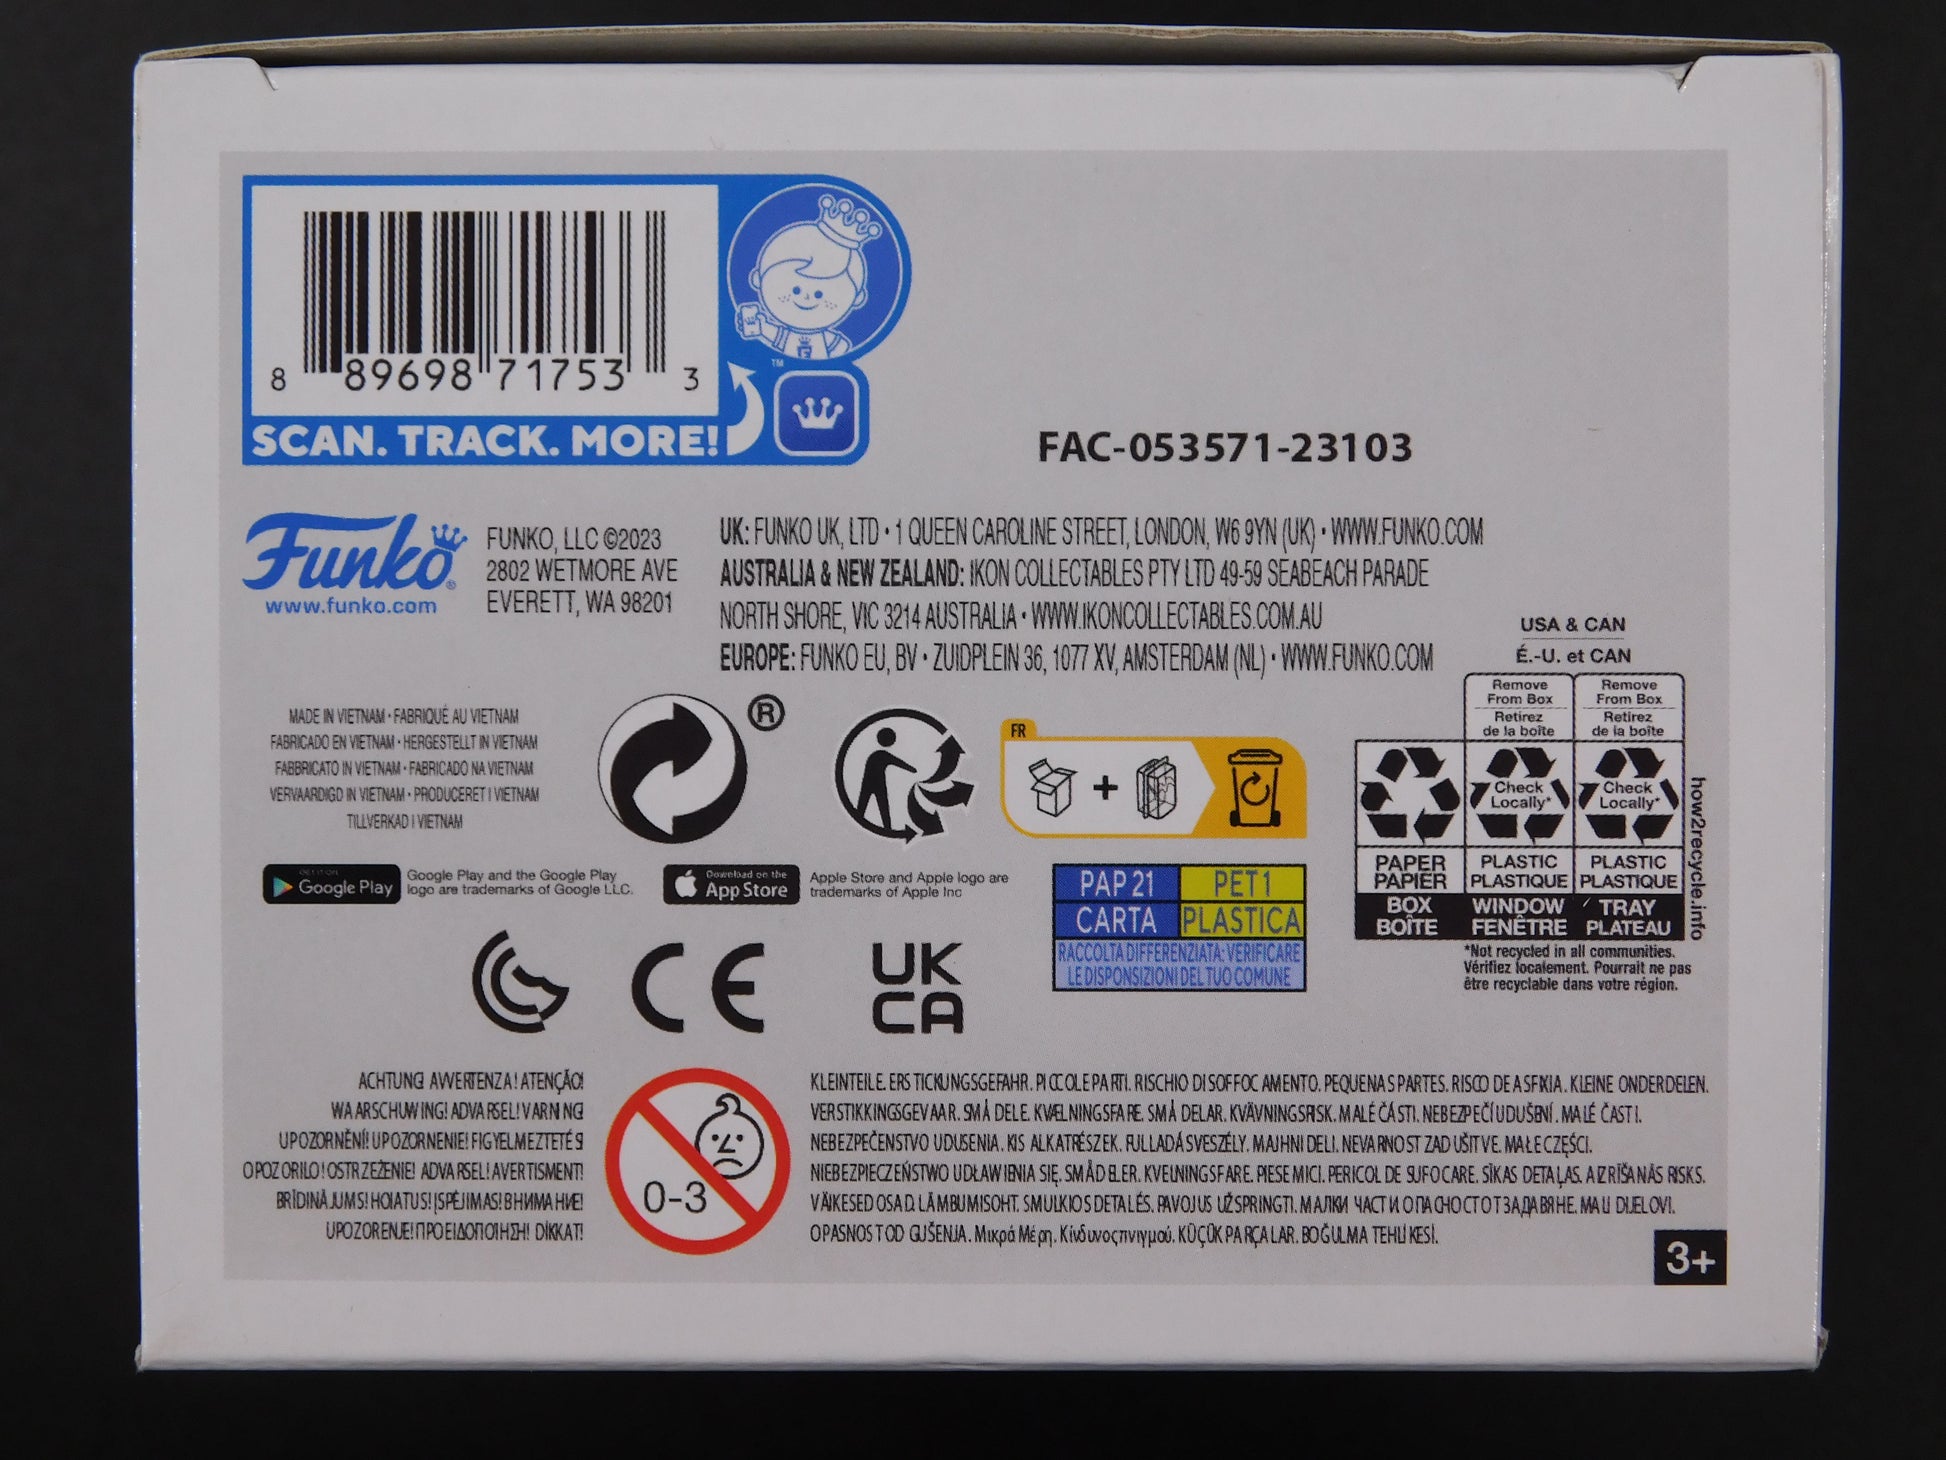 8 89698 71753 3
™
SCAN. TRACK. MORE!
FAC-053571-23103
Funko®
www.funko.com
FUNKO, LLC ©2023
2802 WETMORE AVE
EVERETT, WA 98201
UK: FUNKO UK, LTD • 1 QUEEN CAROLINE STREET, LONDON, W6 9YN (UK) • WWW.FUNKO.COM
AUSTRALIA & NEW ZEALAND: IKON COLLECTABLES PTY LTD 49-59 SEABEACH PARADE
NORTH SHORE, VIC 3214 AUSTRALIA • WWW.IKONCOLLECTABLES.COM.AU
EUROPE: FUNKO EU, BV • ZUIDPLEIN 36, 1077 XV, AMSTERDAM (NL) • WWW.FUNKO.COM
MADE IN VIETNAM • FABRIQUÉ AU VIETNAM
FABRICADO EN VIETNAM • HERGESTELLT IN VIETNAM
FABBRICATO IN VIETNAM • FABRICADO NA VIETNAM
VERVAARDIGD IN VIETNAM • PRODUCERET I VIETNAM
TILLVERKAD I VIETNAM
®
FR
+
USA & CAN
É.-U. et CAN
Remove
From Box
Retirez
de la boîte
Remove
From Box
Retirez
de la boîte
Check
Locally*
Check
Locally*
PAPER
PAPIER
PLASTIC
PLASTIQUE
PLASTIC
PLASTIQUE
BOX
BOÎTE
WINDOW
FENÊTRE
TRAY
PLATEAU
how2recycle.info
*Not recycled in all communities.
Vérifiez localement. Pourrait ne pas
être recyclable dans votre région.
GET IT ON
Google Play
Google Play and the Google Play
logo are trademarks of Google LLC.
Download on the
App Store
Apple Store and Apple logo are
trademarks of Apple Inc
PAP 21
PET 1
CARTA
PLASTICA
RACCOLTA DIFFERENZIATA: VERIFICARE
LE DISPONSIZIONI DEL TUO COMUNE
CE
UK
CA
ACHTUNG! AVVERTENZA! ATENÇÃO!
WAARSCHUWING! ADVARSEL! VARNING!
UPOZORNĚNÍ! UPOZORNENIE! FIGYELMEZTETÉS!
OPOZORILO! OSTRZEŻENIE! ADVARSEL! AVERTISMENT!
BRĪDINĀJUMS! HOIATUS! ĮSPĖJIMAS! ВНИМАНИЕ!
UPOZORENJE! ΠΡΟΕΙΔΟΠΟΙΗΣΗ! DİKKAT!
0-3
KLEINTEILE. ERSTICKUNGSGEFAHR. PICCOLE PARTI. RISCHIO DI SOFFOCAMENTO. PEQUENAS PARTES. RISCO DE ASFIXIA. KLEINE ONDERDELEN.
VERSTIKKINGSGEVAAR. SMÅ DELE. KVÆLNINGSFARE. SMÅ DELAR. KVÄVNINGSRISK. MALÉ ČÁSTI. NEBEZPEČÍ UDUŠENÍ. MALÉ ČASTI.
NEBEZPEČENSTVO UDUSENIA. KIS ALKATRÉSZEK. FULLADÁSVESZÉLY. MAJHNI DELI. NEVARNOST ZADUŠITVE. MAŁE CZĘŚCI.
NIEBEZPIECZEŃSTWO UDŁAWIENIA SIĘ. SMÅ DELER. KVELNINGSFARE. PIESE MICI. PERICOL DE SUFOCARE. SĪKAS DETAĻAS. AIZRĪŠANĀS RISKS.
VÄIKESED OSAD. LÄMBUMISOHT. SMULKIOS DETALĖS. PAVOJUS UŽSPRINGTI. МАЛКИ ЧАСТИ ОПАСНОСТ ОТ ЗАДАВЯНЕ. MALI DIJELOVI.
OPASNOST OD GUŠENJA. Μικρά Μέρη. Κίνδυνος πνιγμού. KÜÇÜK PARÇALAR. BOĞULMA TEHLİKESİ.
3+